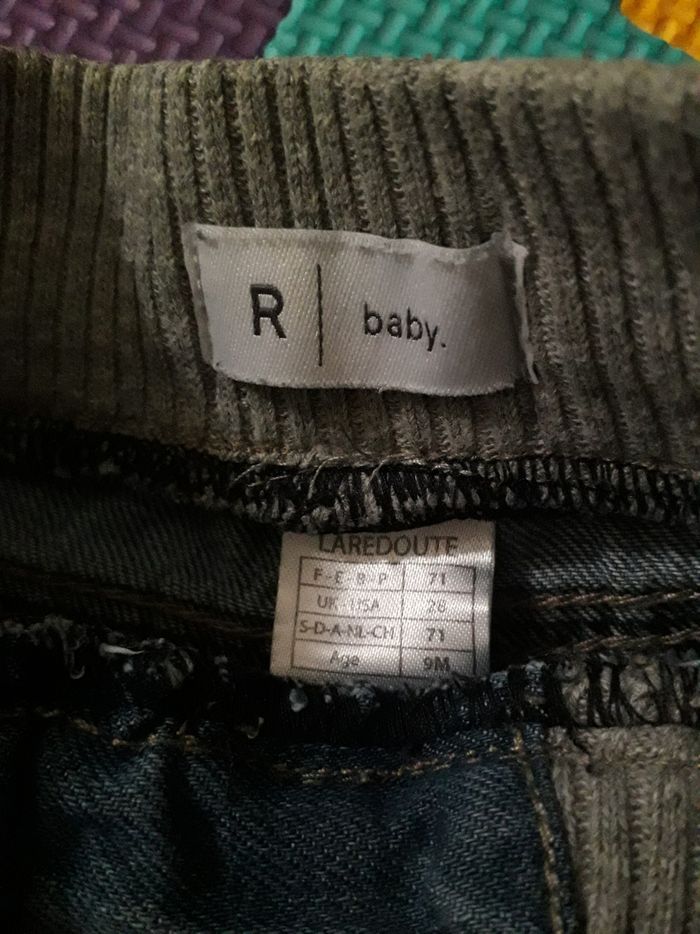 R | baby.
LAREDOUTE
F-E-B-P 71
UK-USA 28
S-D-A-NL-CH 71
Age 9M